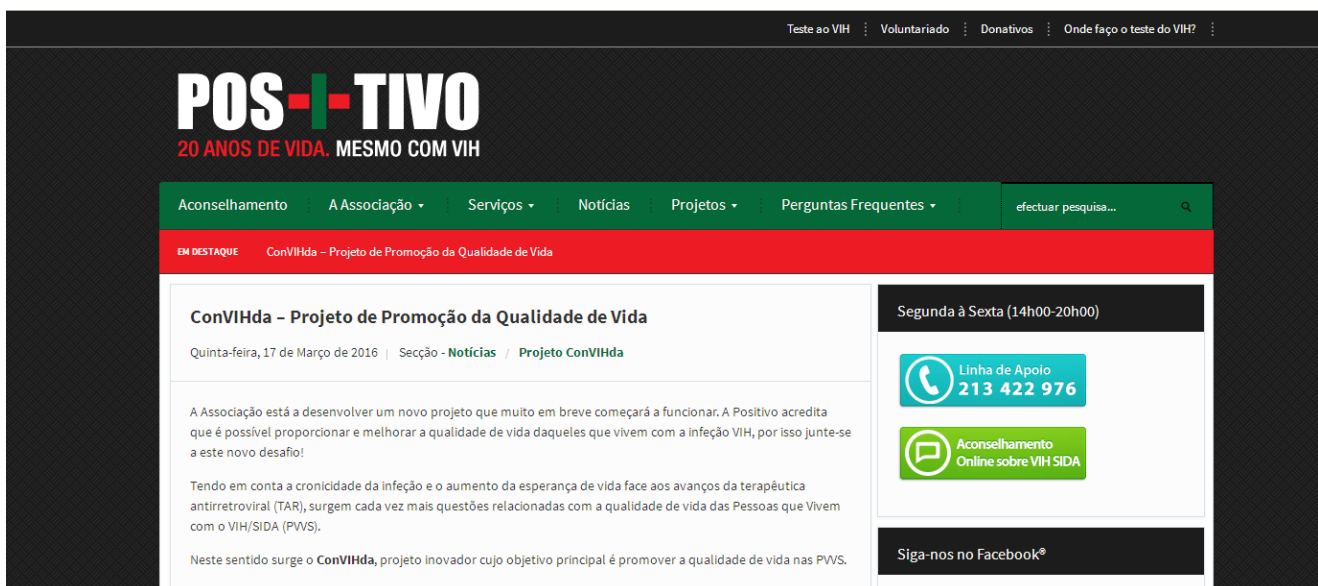 Teste ao VIH
Voluntariado
Donativos
Onde faço o teste do VIH?
POSITIVO
20 ANOS DE VIDA. MESMO COM VIH
Aconselhamento
A Associação
Serviços
Notícias
Projetos
Perguntas Frequentes
efectuar pesquisa...
EM DESTAQUE
ConVIHda – Projeto de Promoção da Qualidade de Vida
ConVIHda – Projeto de Promoção da Qualidade de Vida
Quinta-feira, 17 de Março de 2016 | Secção - Notícias / Projeto ConVIHda
A Associação está a desenvolver um novo projeto que muito em breve começará a funcionar. A Positivo acredita
que é possível proporcionar e melhorar a qualidade de vida daqueles que vivem com a infeção VIH, por isso junte-se
a este novo desafio!
Tendo em conta a cronicidade da infeção e o aumento da esperança de vida face aos avanços da terapêutica
antirretroviral (TAR), surgem cada vez mais questões relacionadas com a qualidade de vida das Pessoas que Vivem
com o VIH/SIDA (PVVS).
Neste sentido surge o ConVIHda, projeto inovador cujo objetivo principal é promover a qualidade de vida nas PVVS.
Segunda à Sexta (14h00-20h00)
Linha de Apoio
213 422 976
Aconselhamento
Online sobre VIH SIDA
Siga-nos no Facebook®